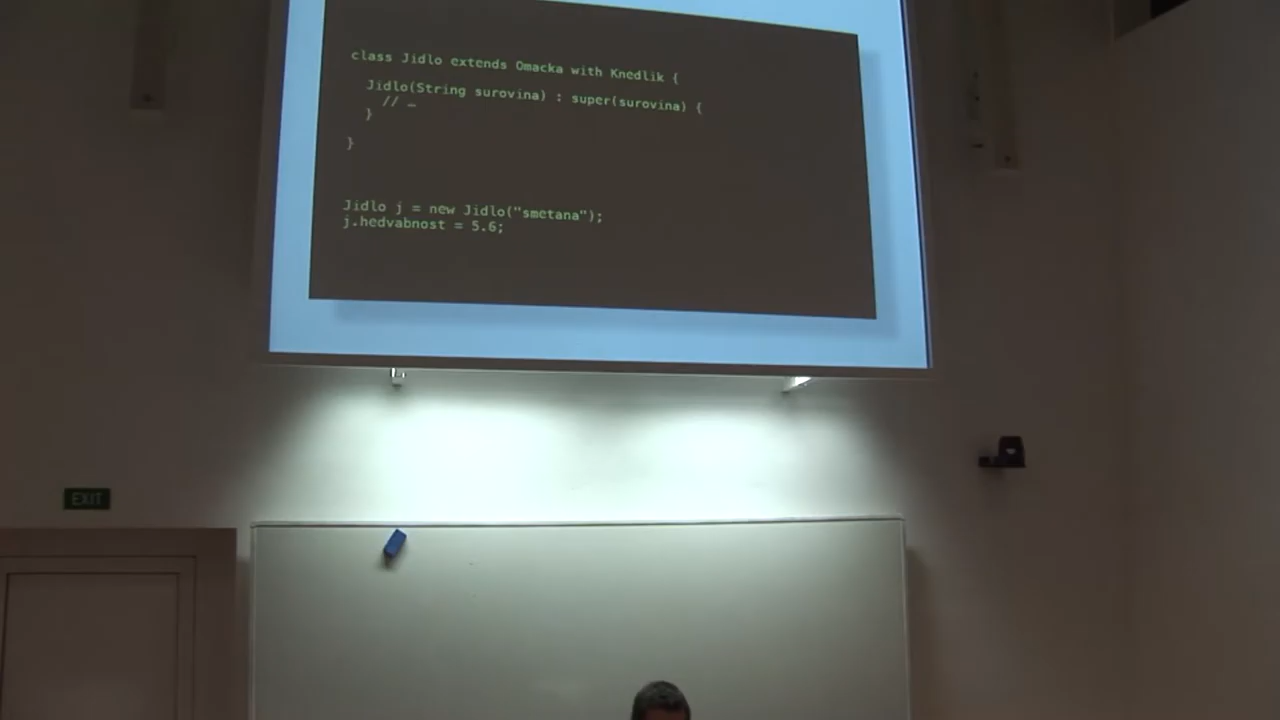 class Jidlo extends Omacka with Knedlik {
Jidlo(String surovina) : super(surovina) {
// …
}
}
Jidlo j = new Jidlo("smetana");
j.hedvabnost = 5.6;
EXIT